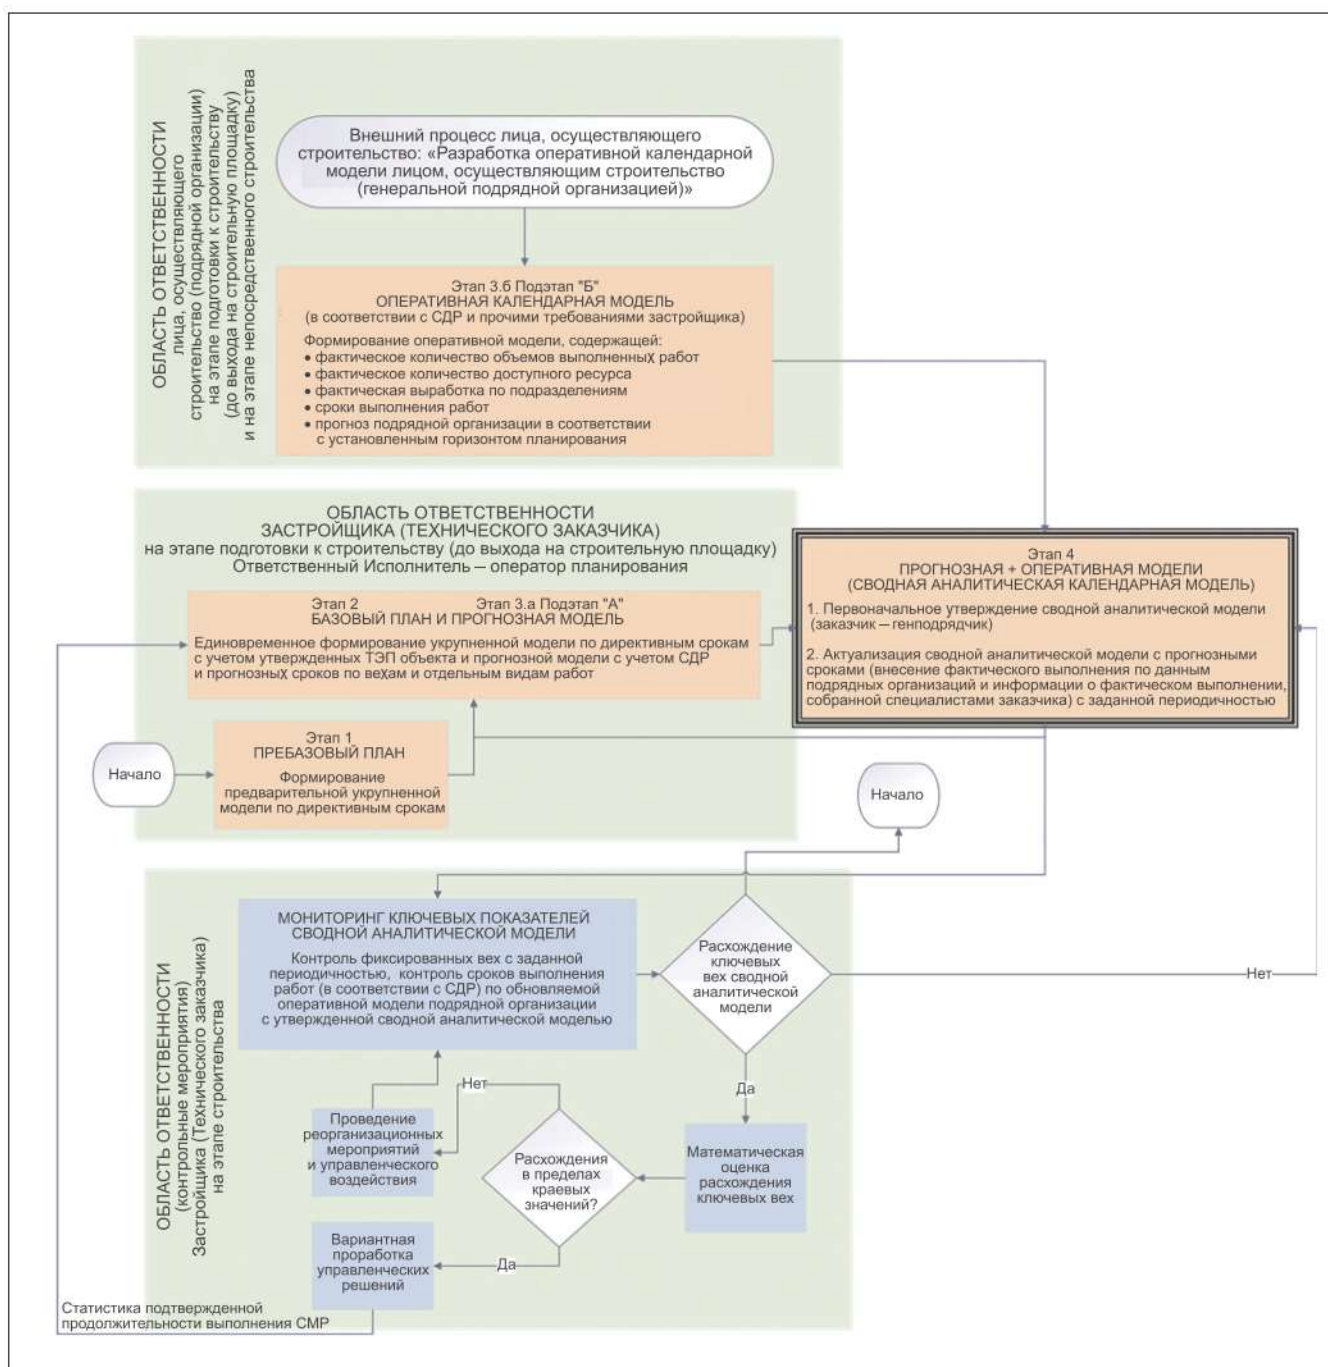 ОБЛАСТЬ ОТВЕТСТВЕННОСТИ
лица, осуществляющего
строительство (подрядной организации)
на этапе подготовки к строительству
(до выхода на строительную площадку)
и на этапе непосредственного строительства
Внешний процесс лица, осуществляющего
строительство: «Разработка оперативной календарной
модели лицом, осуществляющим строительство
(генеральной подрядной организацией)»
Этап 3.б Подэтап "Б"
ОПЕРАТИВНАЯ КАЛЕНДАРНАЯ МОДЕЛЬ
(в соответствии с СДР и прочими требованиями застройщика)
Формирование оперативной модели, содержащей:
• фактическое количество объемов выполненных работ
• фактическое количество доступного ресурса
• фактическая выработка по подразделениям
• сроки выполнения работ
• прогноз подрядной организации в соответствии
с установленным горизонтом планирования
ОБЛАСТЬ ОТВЕТСТВЕННОСТИ
ЗАСТРОЙЩИКА (ТЕХНИЧЕСКОГО ЗАКАЗЧИКА)
на этапе подготовки к строительству (до выхода на строительную площадку)
Ответственный Исполнитель – оператор планирования
Этап 2 Этап 3.а Подэтап "А"
БАЗОВЫЙ ПЛАН И ПРОГНОЗНАЯ МОДЕЛЬ
Единовременное формирование укрупненной модели по директивным срокам
с учетом утвержденных ТЭП объекта и прогнозной модели с учетом СДР
и прогнозных сроков по вехам и отдельным видам работ
Этап 4
ПРОГНОЗНАЯ + ОПЕРАТИВНАЯ МОДЕЛИ
(СВОДНАЯ АНАЛИТИЧЕСКАЯ КАЛЕНДАРНАЯ МОДЕЛЬ)
1. Первоначальное утверждение сводной аналитической модели
(заказчик – генподрядчик)
2. Актуализация сводной аналитической модели с прогнозными
сроками (внесение фактического выполнения по данным
подрядных организаций и информации о фактическом выполнении,
собранной специалистами заказчика) с заданной периодичностью
Начало
Этап 1
ПРЕБАЗОВЫЙ ПЛАН
Формирование
предварительной укрупненной
модели по директивным срокам
Начало
ОБЛАСТЬ ОТВЕТСТВЕННОСТИ
(контрольные мероприятия)
Застройщика (Технического заказчика)
на этапе строительства
МОНИТОРИНГ КЛЮЧЕВЫХ ПОКАЗАТЕЛЕЙ
СВОДНОЙ АНАЛИТИЧЕСКОЙ МОДЕЛИ
Контроль фиксированных вех с заданной
периодичностью, контроль сроков выполнения
работ (в соответствии с СДР) по обновляемой
оперативной модели подрядной организации
с утвержденной сводной аналитической моделью
Расхождение
ключевых
вех сводной
аналитической
модели
Нет
Да
Нет
Проведение
реорганизационных
мероприятий
и управленческого
воздействия
Расхождения
в пределах
краевых
значений?
Математическая
оценка
расхождения
ключевых вех
Вариантная
проработка
управленческих
решений
Да
Статистика подтвержденной
продолжительности выполнения СМР